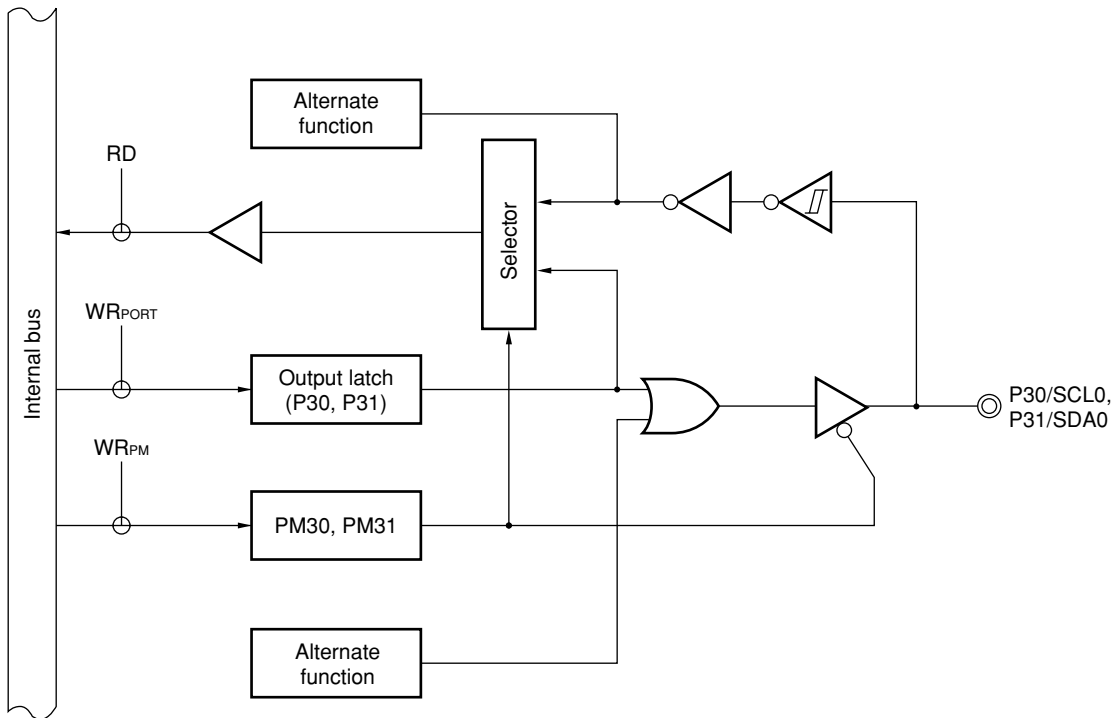 Alternate
function
RD
Selector
WRPORT
Internal bus
Output latch
(P30, P31)
P30/SCL0,
P31/SDA0
WRPM
PM30, PM31
Alternate
function